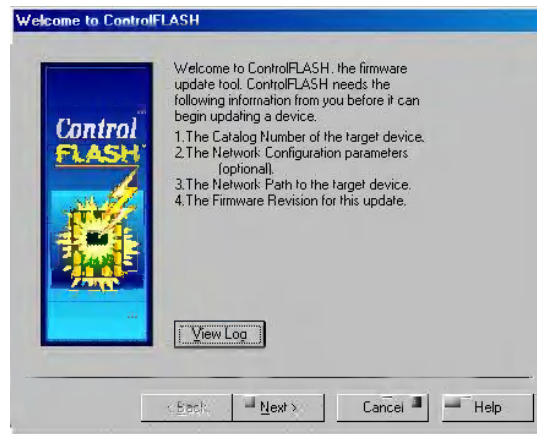 Welcome to ControlFLASH
Welcome to ControlFLASH, the firmware
update tool. ControlFLASH needs the
following information from you before it can
begin updating a device.
1.The Catalog Number of the target device.
2.The Network Configuration parameters
(optional).
3.The Network Path to the target device.
4.The Firmware Revision for this update.
Control
FLASH
View Log
< Back
Next >
Cancel
Help